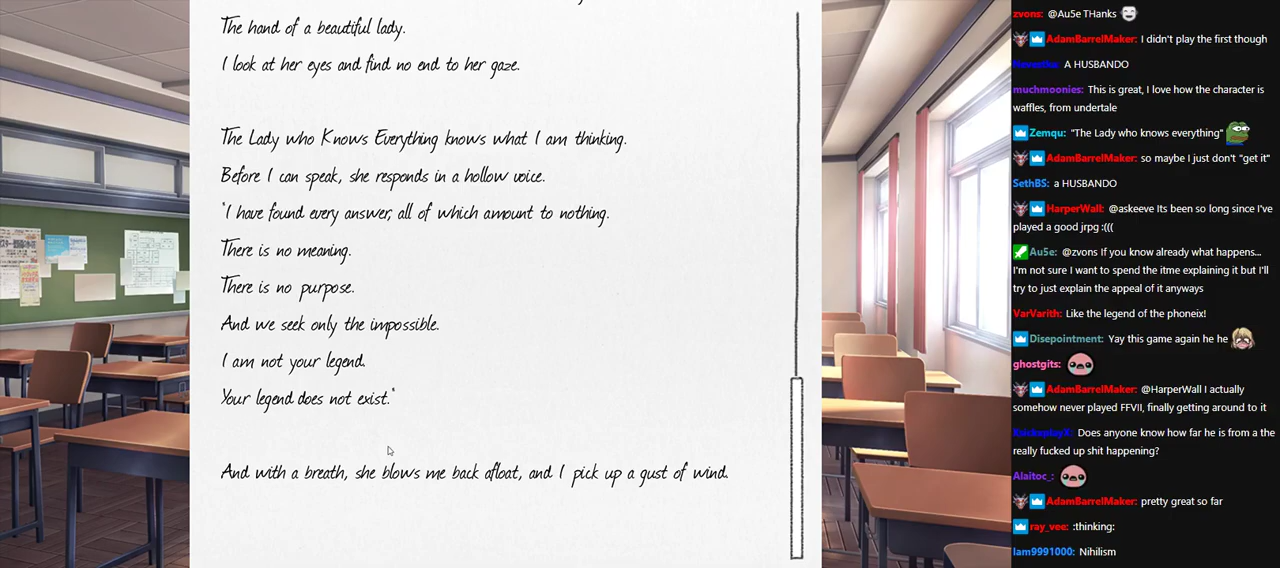 The hand of a beautiful lady.
I look at her eyes and find no end to her gaze.
The Lady who Knows Everything knows what I am thinking.
Before I can speak, she responds in a hollow voice.
"I have found every answer, all of which amount to nothing.
There is no meaning.
There is no purpose.
And we seek only the impossible.
I am not your legend.
Your legend does not exist."
And with a breath, she blows me back afloat, and I pick up a gust of wind.
zvons: @Au5e THanks
AdamBarrelMaker: I didn't play the first though
A HUSBANDO
muchmoonies: This is great, I love how the character is
waffles, from undertale
Zemqu: "The Lady who knows everything"
AdamBarrelMaker: so maybe I just don't "get it"
SethBS: a HUSBANDO
HarperWall: @askeeve Its been so long since I've
played a good jrpg :(((
Au5e: @zvons If you know already what happens...
I'm not sure I want to spend the itme explaining it but I'll
try to just explain the appeal of it anyways
VarVarith: Like the legend of the phoneix!
Disepointment: Yay this game again he he
ghostgits:
AdamBarrelMaker: @HarperWall I actually
somehow never played FFVII, finally getting around to it
Does anyone know how far he is from a the
really fucked up shit happening?
Alaitoc_:
AdamBarrelMaker: pretty great so far
ray_vee: :thinking:
Iam9991000: Nihilism